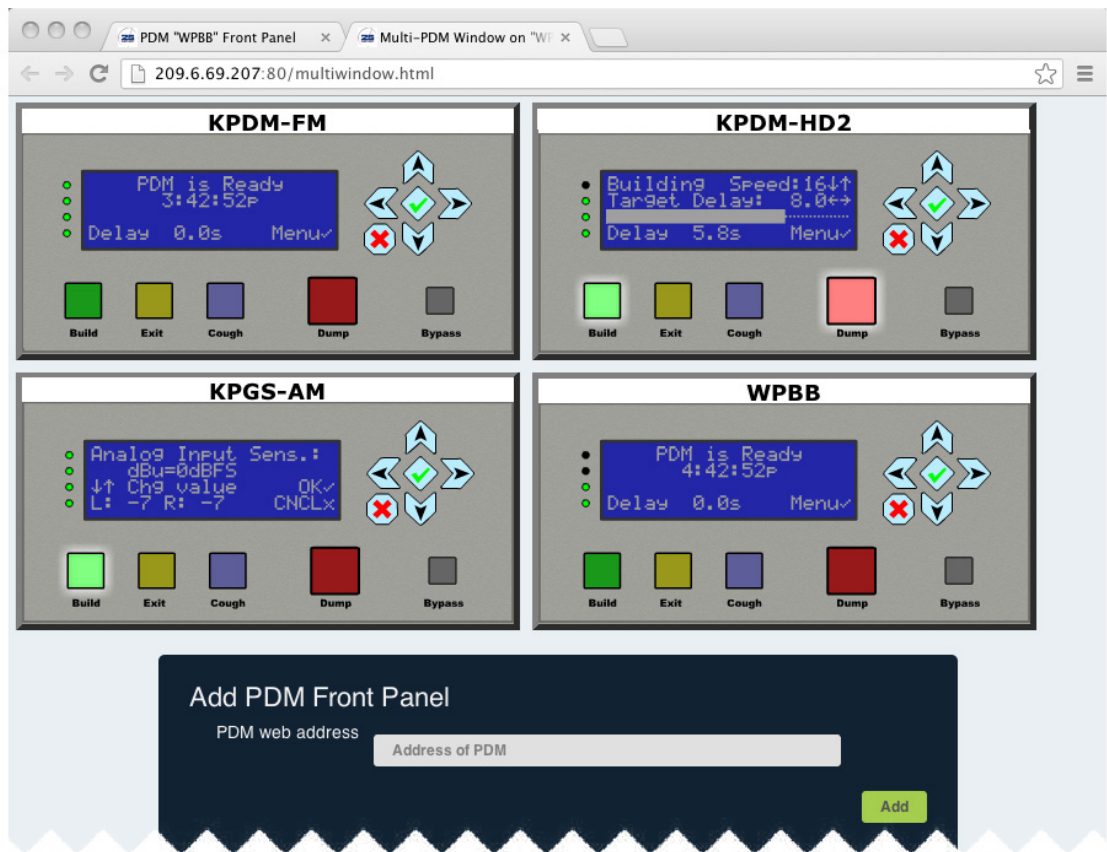 PDM "WPBB" Front Panel
Multi-PDM Window on "WP
209.6.69.207:80/multiwindow.html
KPDM-FM
PDM is Ready
3:42:52P
Delay 0.0s Menu✓
Build Exit Cough Dump Bypass
KPDM-HD2
Building Speed:16↓↑
Target Delay: 8.0←→
Delay 5.8s Menu✓
Build Exit Cough Dump Bypass
KPGS-AM
Analog Input Sens.:
dBu=0dBFS
↓↑ Chg value OK✓
L: -7 R: -7 CNCL×
Build Exit Cough Dump Bypass
WPBB
PDM is Ready
4:42:52P
Delay 0.0s Menu✓
Build Exit Cough Dump Bypass
Add PDM Front Panel
PDM web address
Address of PDM
Add